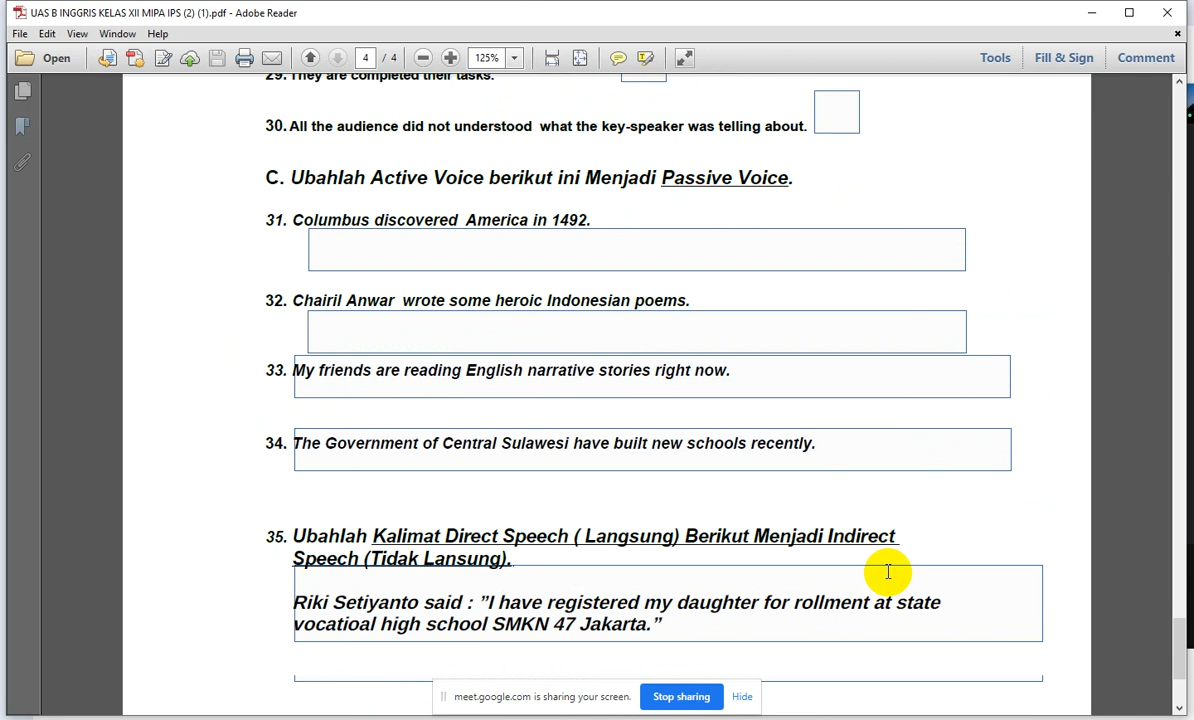 UAS B INGGRIS KELAS XII MIPA IPS (2) (1).pdf - Adobe Reader
File Edit View Window Help
Open 4 / 4 125% Tools Fill & Sign Comment
29. They are completed their tasks.
30. All the audience did not understood what the key-speaker was telling about.
C. Ubahlah Active Voice berikut ini Menjadi Passive Voice.
31. Columbus discovered America in 1492.
32. Chairil Anwar wrote some heroic Indonesian poems.
33. My friends are reading English narrative stories right now.
34. The Government of Central Sulawesi have built new schools recently.
35. Ubahlah Kalimat Direct Speech ( Langsung) Berikut Menjadi Indirect
Speech (Tidak Lansung).
Riki Setiyanto said : ”I have registered my daughter for rollment at state
vocatioal high school SMKN 47 Jakarta.”
meet.google.com is sharing your screen. Stop sharing Hide